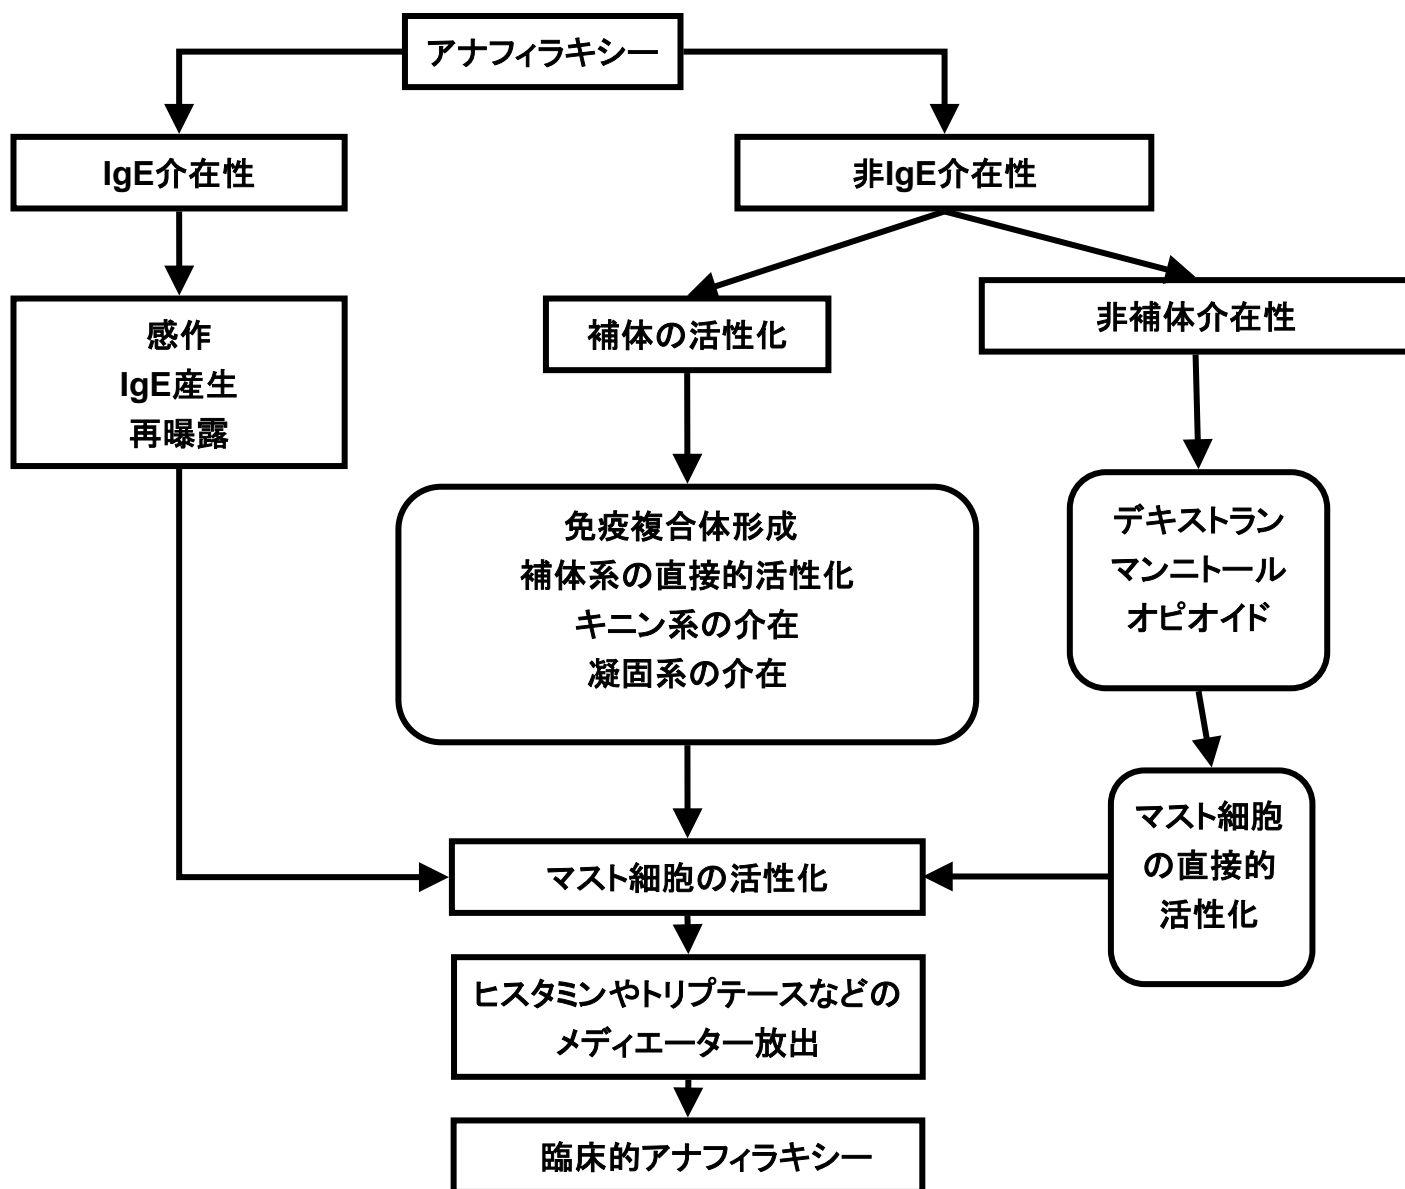 アナフィラキシー
IgE介在性
非IgE介在性
感作
IgE産生
再曝露
補体の活性化
非補体介在性
免疫複合体形成
補体系の直接的活性化
キニン系の介在
凝固系の介在
デキストラン
マンニトール
オピオイド
マスト細胞
の直接的
活性化
マスト細胞の活性化
ヒスタミンやトリプテースなどの
メディエーター放出
臨床的アナフィラキシー